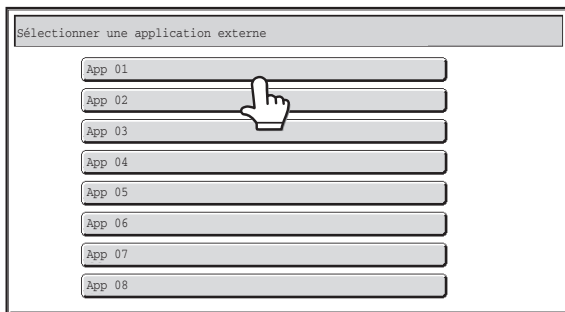 Sélectionner une application externe
App 01
App 02
App 03
App 04
App 05
App 06
App 07
App 08